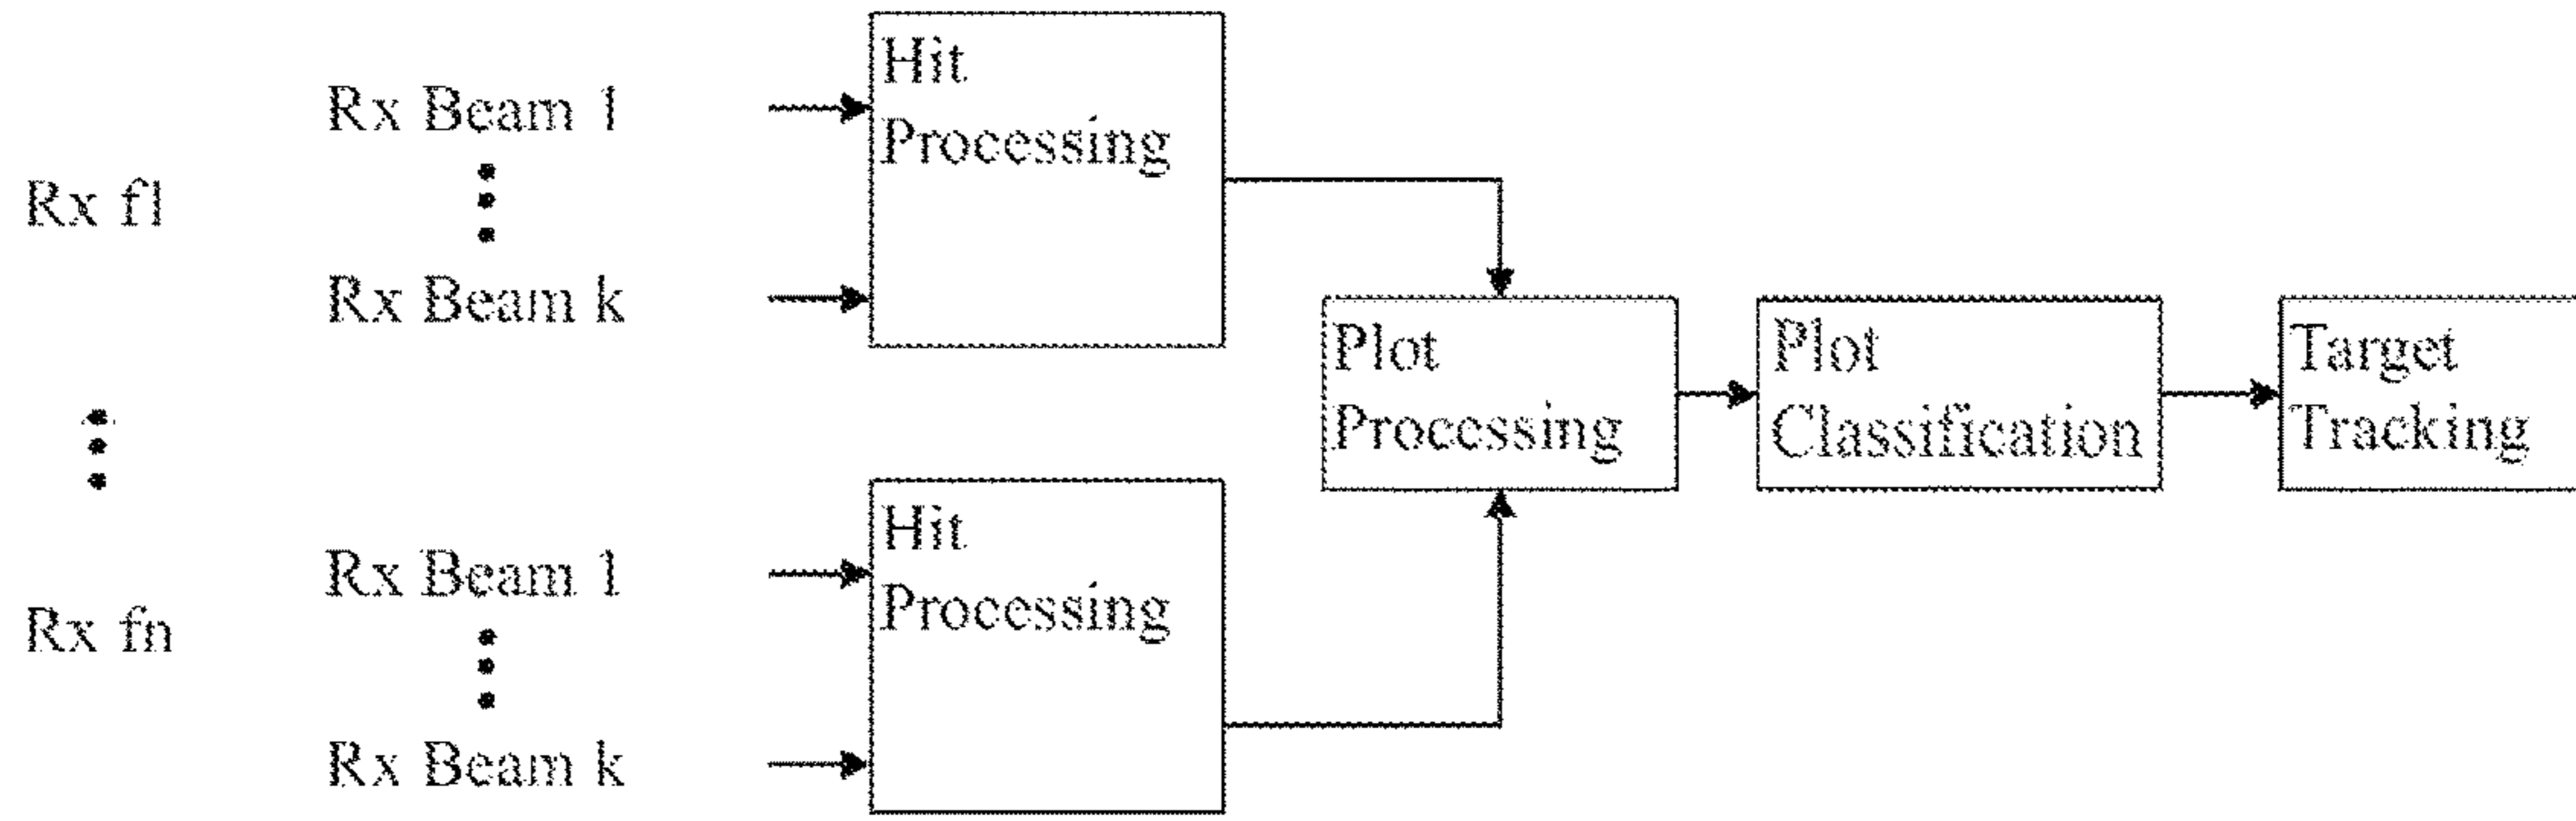 Rx f1
Rx Beam 1
Rx Beam k
Hit
Processing
Rx fn
Rx Beam 1
Rx Beam k
Hit
Processing
Plot
Processing
Plot
Classification
Target
Tracking